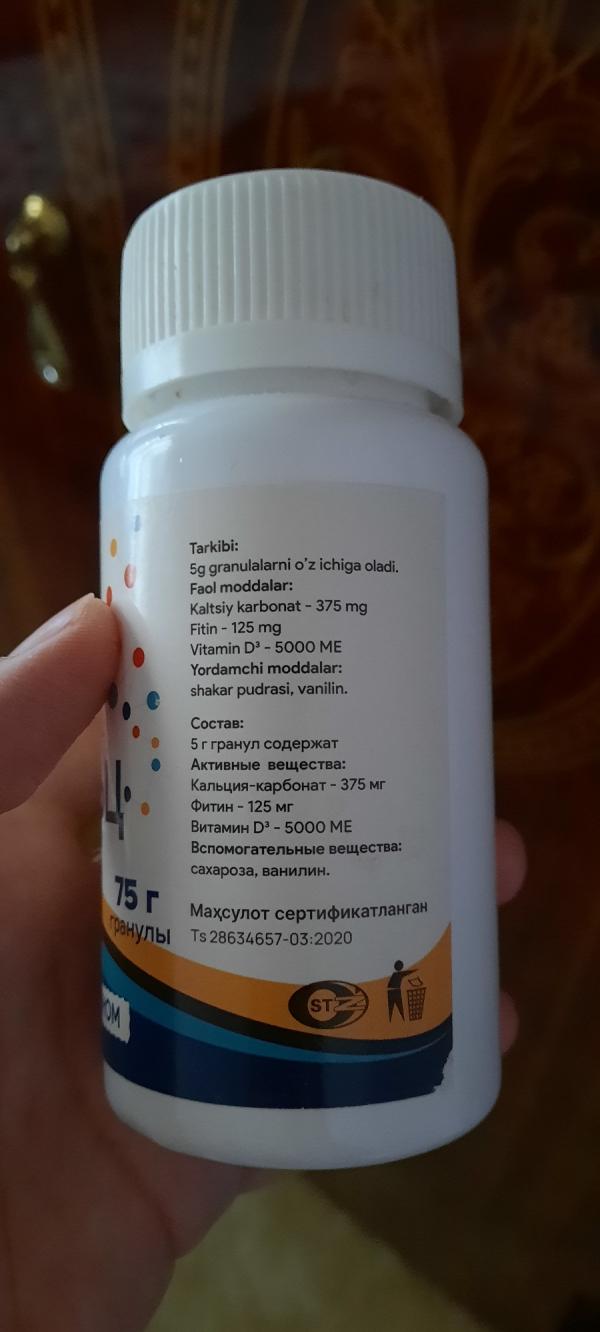 Tarkibi:
5g granulalarni o'z ichiga oladi.
Faol moddalar:
Kaltsiy karbonat - 375 mg
Fitin - 125 mg
Vitamin D³ - 5000 ME
Yordamchi moddalar:
shakar pudrasi, vanilin.
Состав:
5 г гранул содержат
Активные вещества:
Кальция-карбонат - 375 мг
Фитин - 125 мг
Витамин D³ - 5000 МЕ
Вспомогательные вещества:
сахароза, ванилин.
Маҳсулот сертификатланган
Ts 28634657-03:2020
75 г
гранулы